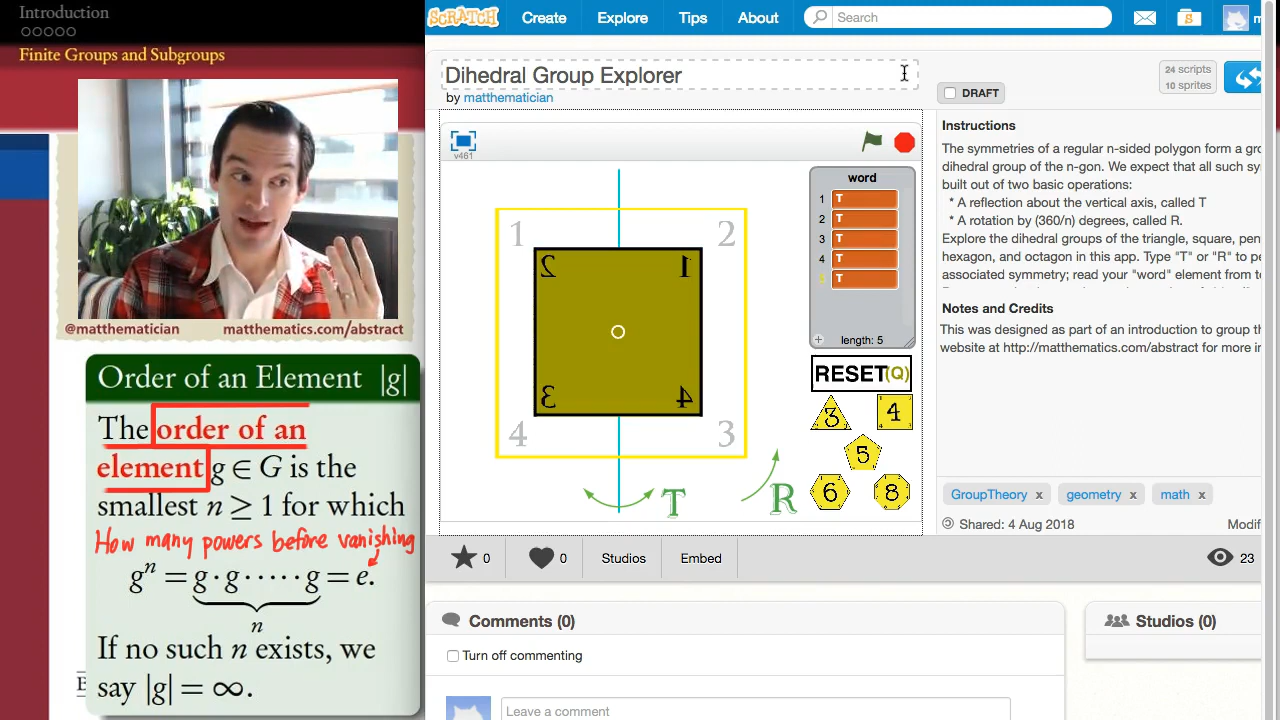 Introduction
Finite Groups and Subgroups
@matthematician matthematics.com/abstract
Order of an Element |g|
The order of an
element g ∈ G is the
smallest n ≥ 1 for which
How many powers before vanishing
gⁿ = g · g · · · · · g = e.
n
If no such n exists, we
say |g| = ∞.
SCRATCH Create Explore Tips About Search
Dihedral Group Explorer
by matthematician
v461
1 2
2 1
3 4
4 3
T R
word
1 T
2 T
3 T
4 T
5 T
+ length: 5
RESET(Q)
3 4
5
6 8
24 scripts
10 sprites
DRAFT
Instructions
The symmetries of a regular n-sided polygon form a
dihedral group of the n-gon. We expect that all such
built out of two basic operations:
* A reflection about the vertical axis, called T
* A rotation by (360/n) degrees, called R.
Explore the dihedral groups of the triangle, square,
hexagon, and octagon in this app. Type "T" or "R" to
associated symmetry; read your "word" element from
Notes and Credits
This was designed as part of an introduction to group
website at http://matthematics.com/abstract for more
GroupTheory x geometry x math x
Shared: 4 Aug 2018
0 0 Studios Embed 23
Comments (0)
Turn off commenting
Leave a comment
Studios (0)